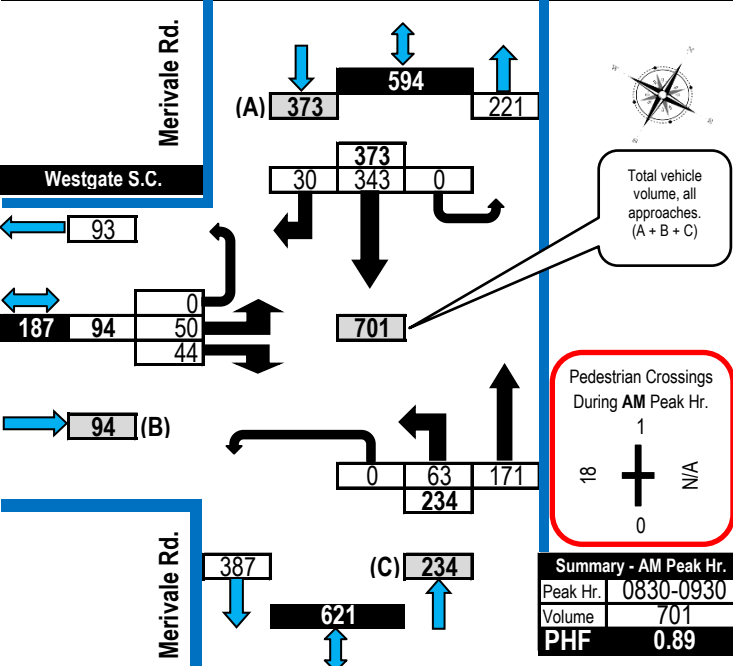 Merivale Rd.
594
(A) 373
221
373
30 343 0
Westgate S.C.
Total vehicle
volume, all
approaches.
(A + B + C)
93
0
187 94 50
44
701
94 (B)
Pedestrian Crossings
During AM Peak Hr.
1
18
N/A
0
0 63 171
234
Merivale Rd.
387
(C) 234
621
Summary - AM Peak Hr.
Peak Hr. 0830-0930
Volume 701
PHF 0.89